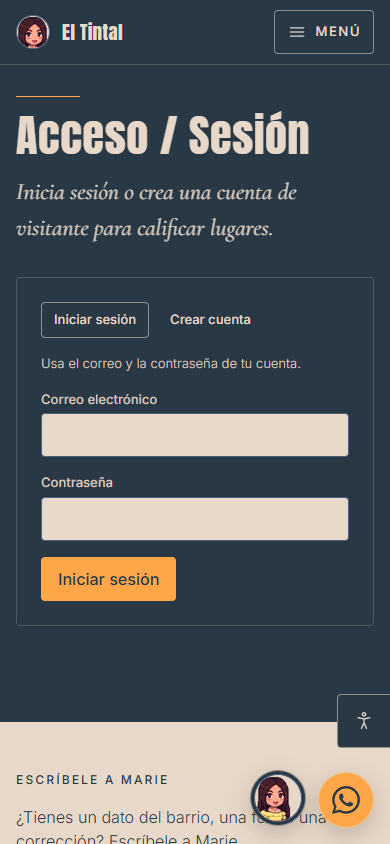 El Tintal
MENÚ
Acceso / Sesión
Inicia sesión o crea una cuenta de
visitante para calificar lugares.
Iniciar sesión
Crear cuenta
Usa el correo y la contraseña de tu cuenta.
Correo electrónico
Contraseña
Iniciar sesión
ESCRÍBELE A MARIE
¿Tienes un dato del barrio, una una
corrección? Escríbele a Marie